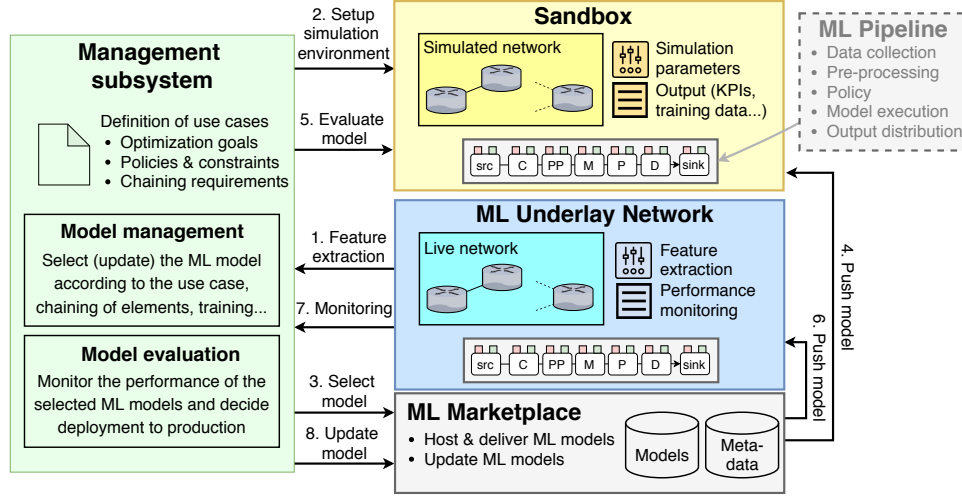 Management
subsystem
Definition of use cases
• Optimization goals
• Policies & constraints
• Chaining requirements
Model management
Select (update) the ML model
according to the use case,
chaining of elements, training...
Model evaluation
Monitor the performance of the
selected ML models and decide
deployment to production
2. Setup
simulation
environment
5. Evaluate
model
1. Feature
extraction
7. Monitoring
3. Select
model
8. Update
model
Sandbox
Simulated network
Simulation
parameters
Output (KPIs,
training data...)
src C PP M P D sink
ML Underlay Network
Live network
Feature
extraction
Performance
monitoring
src C PP M P D sink
ML Marketplace
• Host & deliver ML models
• Update ML models
Models
Meta-
data
ML Pipeline
• Data collection
• Pre-processing
• Policy
• Model execution
• Output distribution
4. Push model
6. Push model